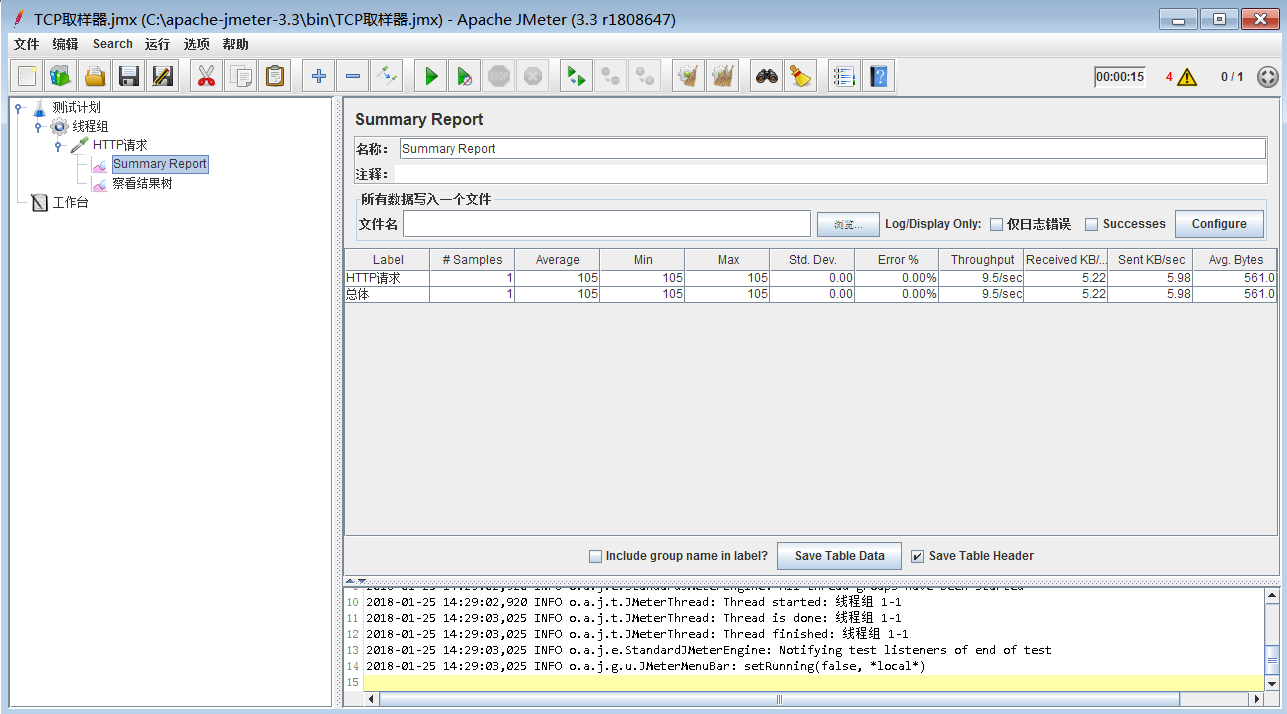 TCP取样器.jmx (C:\apache-jmeter-3.3\bin\TCP取样器.jmx) - Apache JMeter (3.3 r1808647)
文件 编辑 Search 运行 选项 帮助
STOP 00:00:15 4 0 / 1
测试计划
线程组
HTTP请求
Summary Report
察看结果树
工作台
Summary Report
名称: Summary Report
注释:
所有数据写入一个文件
文件名 浏览... Log/Display Only: 仅日志错误 Successes Configure
Label # Samples Average Min Max Std. Dev. Error % Throughput Received KB/... Sent KB/sec Avg. Bytes
HTTP请求 1 105 105 105 0.00 0.00% 9.5/sec 5.22 5.98 561.0
总体 1 105 105 105 0.00 0.00% 9.5/sec 5.22 5.98 561.0
Include group name in label? Save Table Data Save Table Header
10 2018-01-25 14:29:02,920 INFO o.a.j.t.JMeterThread: Thread started: 线程组 1-1
11 2018-01-25 14:29:03,025 INFO o.a.j.t.JMeterThread: Thread is done: 线程组 1-1
12 2018-01-25 14:29:03,025 INFO o.a.j.t.JMeterThread: Thread finished: 线程组 1-1
13 2018-01-25 14:29:03,025 INFO o.a.j.e.StandardJMeterEngine: Notifying test listeners of end of test
14 2018-01-25 14:29:03,025 INFO o.a.j.g.u.JMeterMenuBar: setRunning(false, *local*)
15